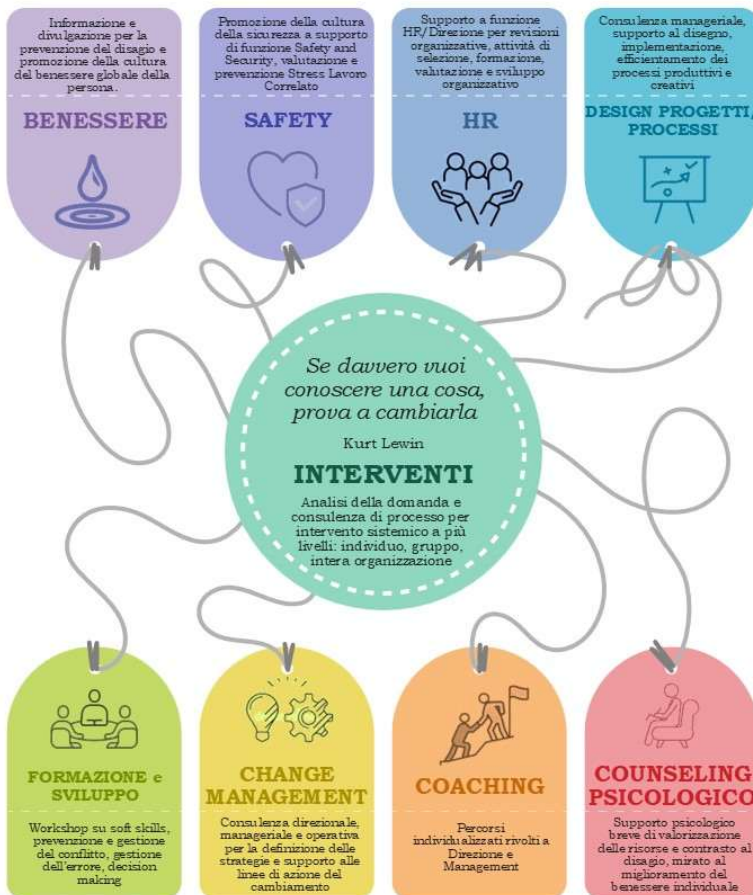 Informazione e
divulgazione per la
prevenzione del disagio e
promozione della cultura
del benessere globale della
persona.
BENESSERE
Promozione della cultura
della sicurezza a supporto
di funzione Safety and
Security, valutazione e
prevenzione Stress Lavoro
Correlato
SAFETY
Supporto a funzione
HR/Direzione per revisioni
organizzative, attività di
selezione, formazione,
valutazione e sviluppo
organizzativo
HR
Consulenza manageriale,
supporto al disegno,
implementazione,
efficientamento dei
processi produttivi e
creativi
DESIGN PROGETTI,
PROCESSI
Se davvero vuoi
conoscere una cosa,
prova a cambiarla
Kurt Lewin
INTERVENTI
Analisi della domanda e
consulenza di processo per
intervento sistemico a più
livelli: individuo, gruppo,
intera organizzazione
FORMAZIONE e
SVILUPPO
Workshop su soft skills,
prevenzione e gestione
del conflitto, gestione
dell'errore, decision
making
CHANGE
MANAGEMENT
Consulenza direzionale,
manageriale e operativa
per la definizione delle
strategie e supporto alle
linee di azione del
cambiamento
COACHING
Percorsi
individualizzati rivolti a
Direzione e
Management
COUNSELING
PSICOLOGICO
Supporto psicologico
breve di valorizzazione
delle risorse e contrasto al
disagio, mirato al
miglioramento del
benessere individuale